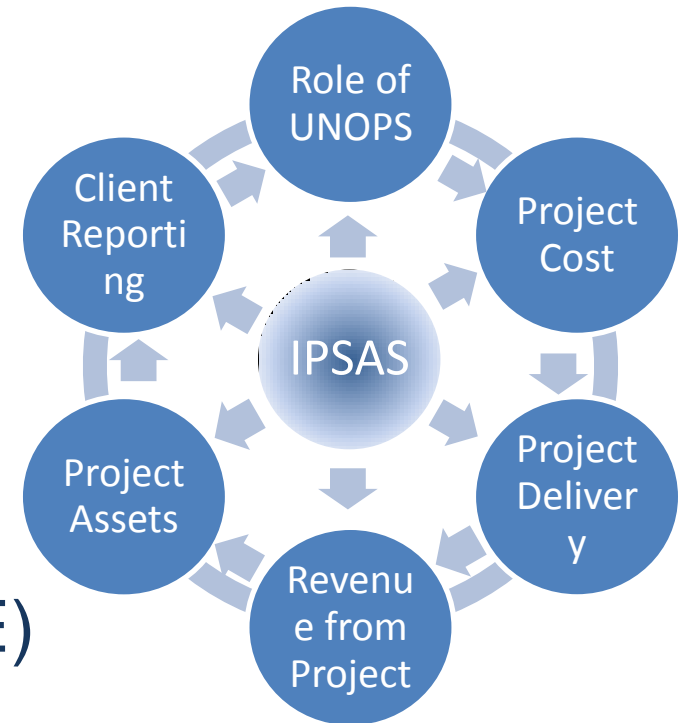 Role of
UNOPS
Client
Reporti
ng
Project
Cost
IPSAS
Project
Assets
Project
Deliver
y
Revenu
e from
Project
E)